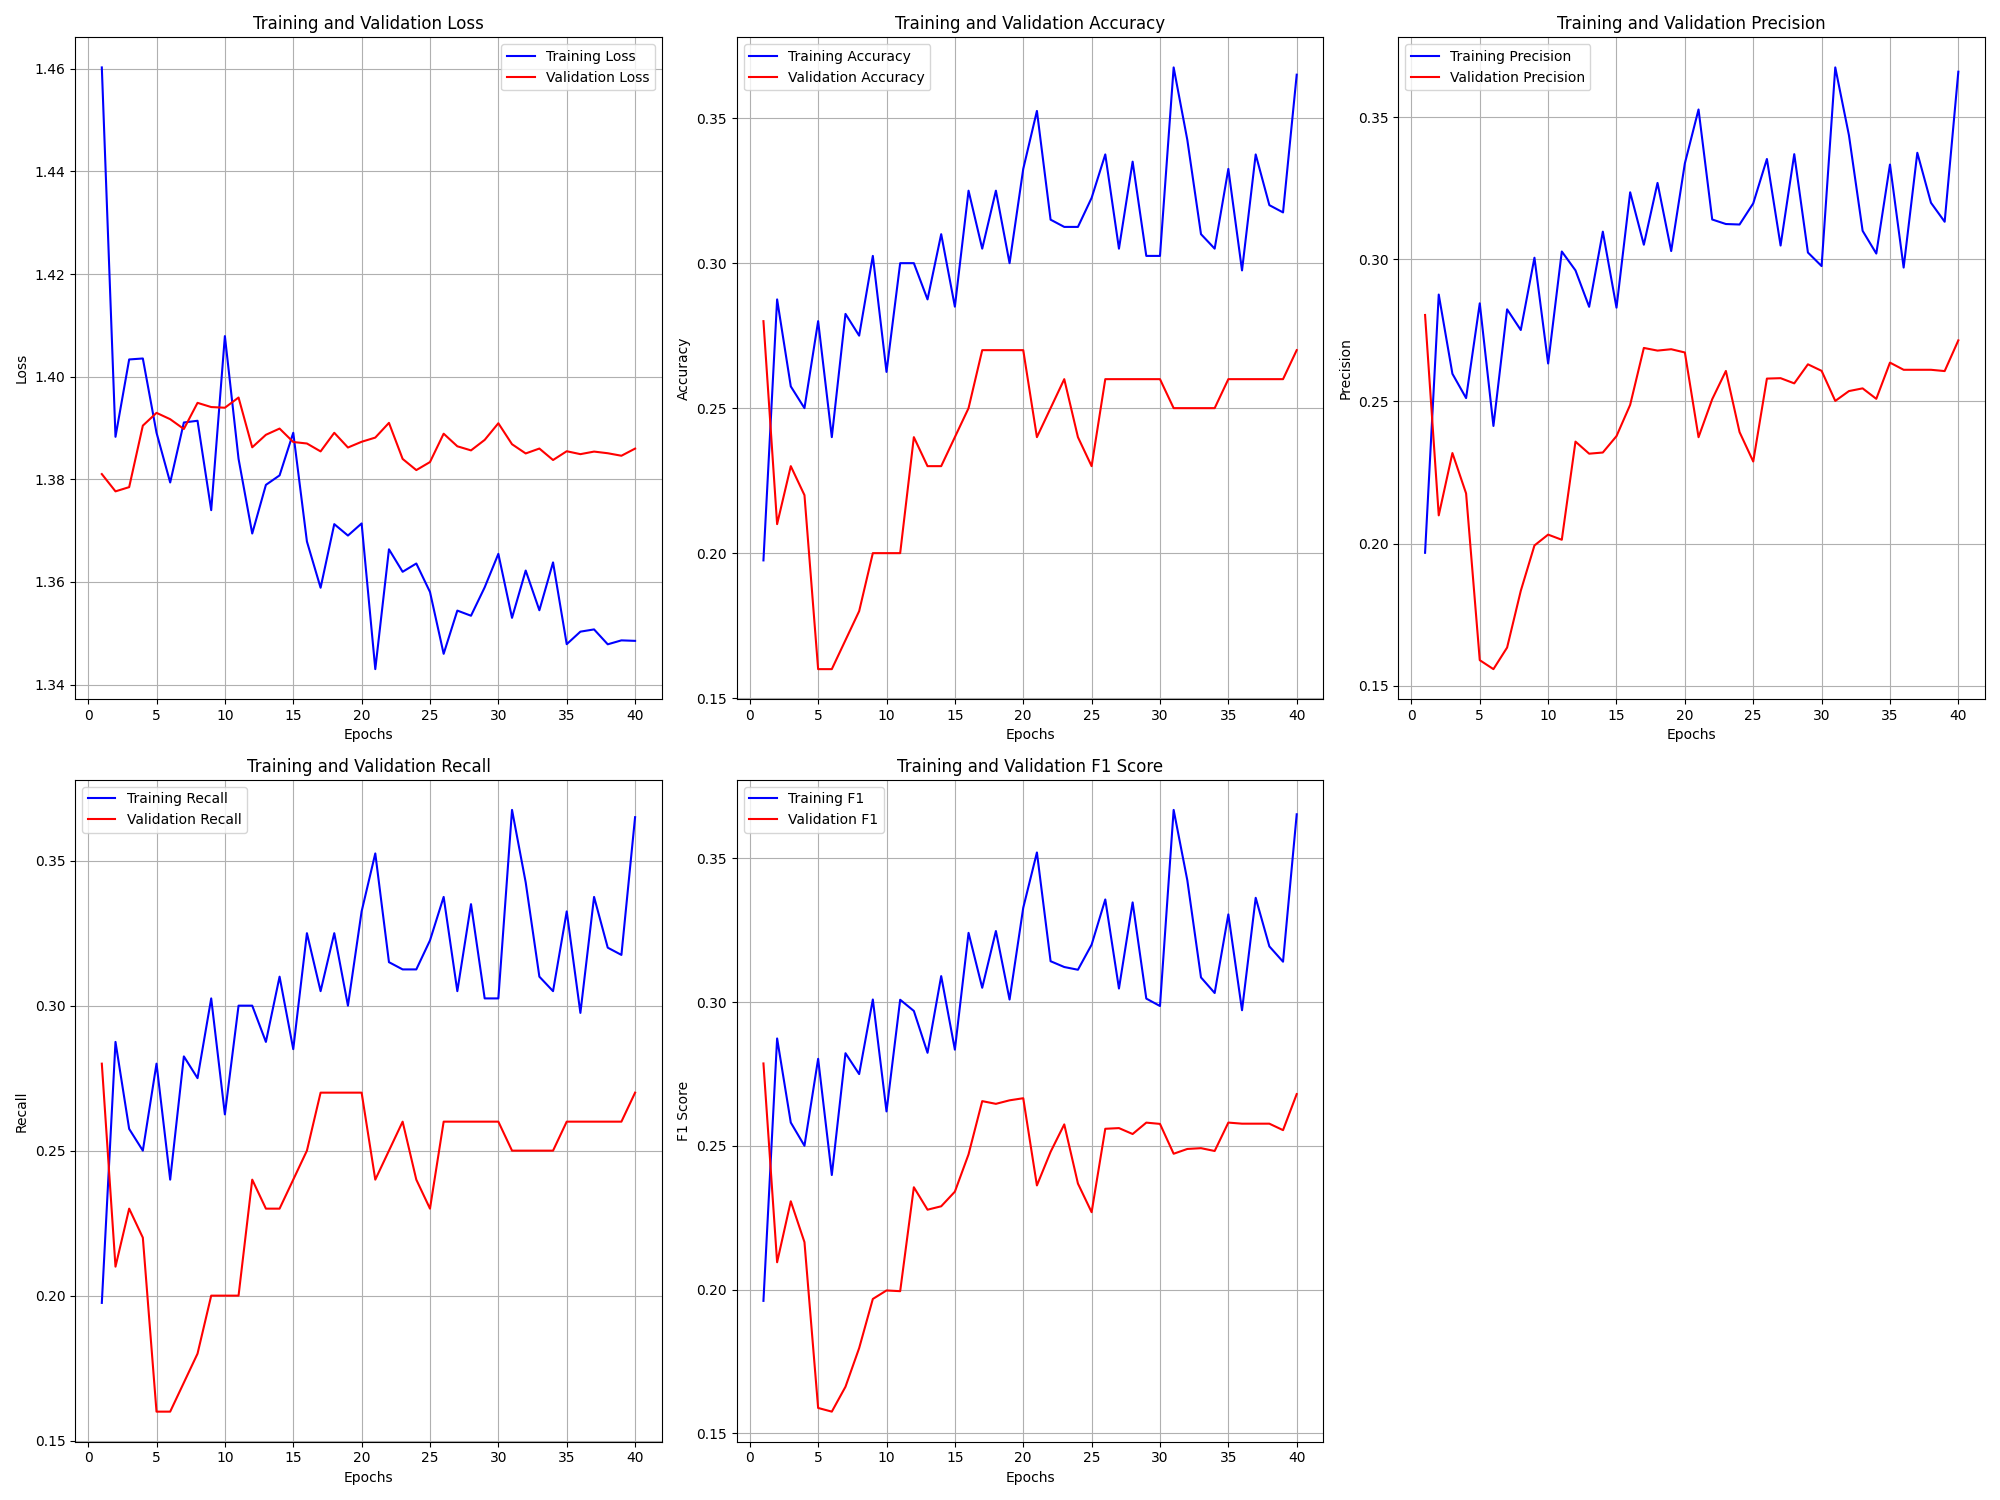 Training and Validation Loss
Training Loss
Validation Loss
1.46
1.44
1.42
1.40
1.38
1.36
1.34
Loss
0 5 10 15 20 25 30 35 40
Epochs
Training and Validation Accuracy
Training Accuracy
Validation Accuracy
0.35
0.30
0.25
0.20
0.15
Accuracy
0 5 10 15 20 25 30 35 40
Epochs
Training and Validation Precision
Training Precision
Validation Precision
0.35
0.30
0.25
0.20
0.15
Precision
0 5 10 15 20 25 30 35 40
Epochs
Training and Validation Recall
Training Recall
Validation Recall
0.35
0.30
0.25
0.20
0.15
Recall
0 5 10 15 20 25 30 35 40
Epochs
Training and Validation F1 Score
Training F1
Validation F1
0.35
0.30
0.25
0.20
0.15
F1 Score
0 5 10 15 20 25 30 35 40
Epochs